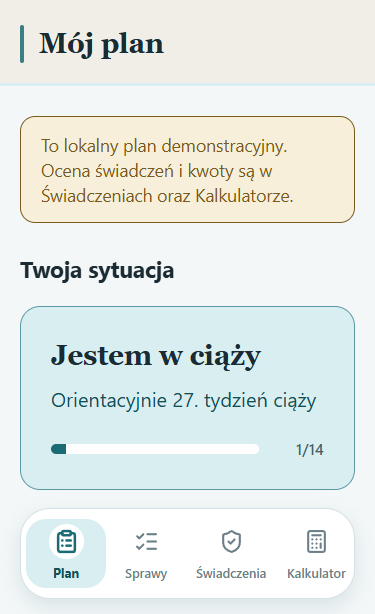 Mój plan
To lokalny plan demonstracyjny.
Ocena świadczeń i kwoty są w
Świadczeniach oraz Kalkulatorze.
Twoja sytuacja
Jestem w ciąży
Orientacyjnie 27. tydzień ciąży
1/14
Plan
Sprawy
Świadczenia
Kalkulator